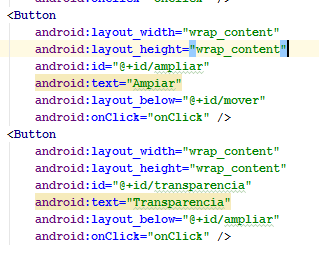 <Button
android:layout_width="wrap_content"
android:layout_height="wrap_content"
android:id="@+id/ampliar"
android:text="Ampiar"
android:layout_below="@+id/mover"
android:onClick="onClick" />
<Button
android:layout_width="wrap_content"
android:layout_height="wrap_content"
android:id="@+id/transparencia"
android:text="Transparencia"
android:layout_below="@+id/ampliar"
android:onClick="onClick" />